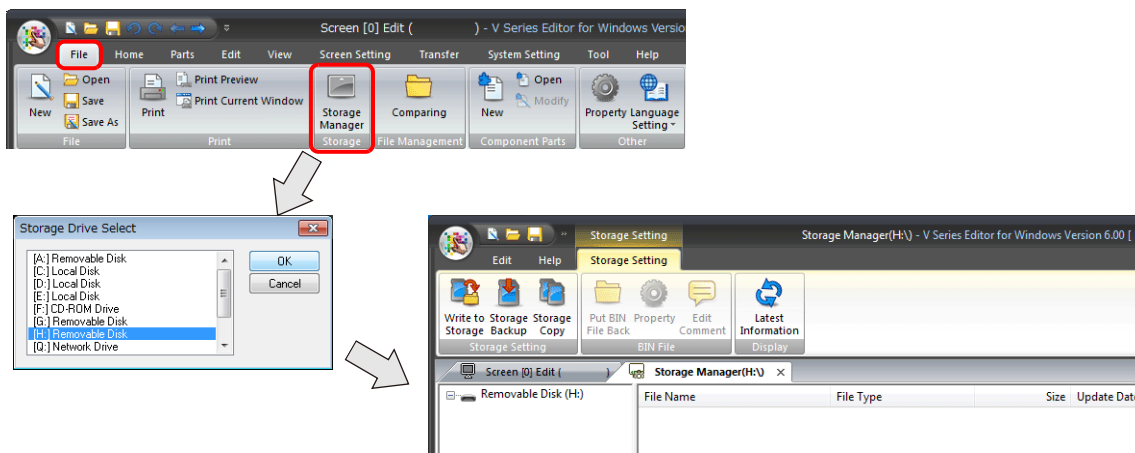 Screen [0] Edit ( ) - V Series Editor for Windows Versio
File Home Parts Edit View Screen Setting Transfer System Setting Tool Help
New
Open
Save
Save As
File
Print
Print Preview
Print Current Window
Print
Storage
Manager
Storage
Comparing
File Management
New
Open
Modify
Component Parts
Property
Language
Setting
Other
Storage Drive Select
[A:] Removable Disk
[C:] Local Disk
[D:] Local Disk
[E:] Local Disk
[F:] CD-ROM Drive
[G:] Removable Disk
[H:] Removable Disk
[Q:] Network Drive
OK
Cancel
Storage Setting
Storage Manager(H:\) - V Series Editor for Windows Version 6.00 [
Edit Help Storage Setting
Write to
Storage
Storage
Backup
Storage
Copy
Storage Setting
Put BIN
File Back
Property
Edit
Comment
BIN File
Latest
Information
Display
Screen [0] Edit ( )
Storage Manager(H:\)
Removable Disk (H:)
File Name File Type Size Update Dat